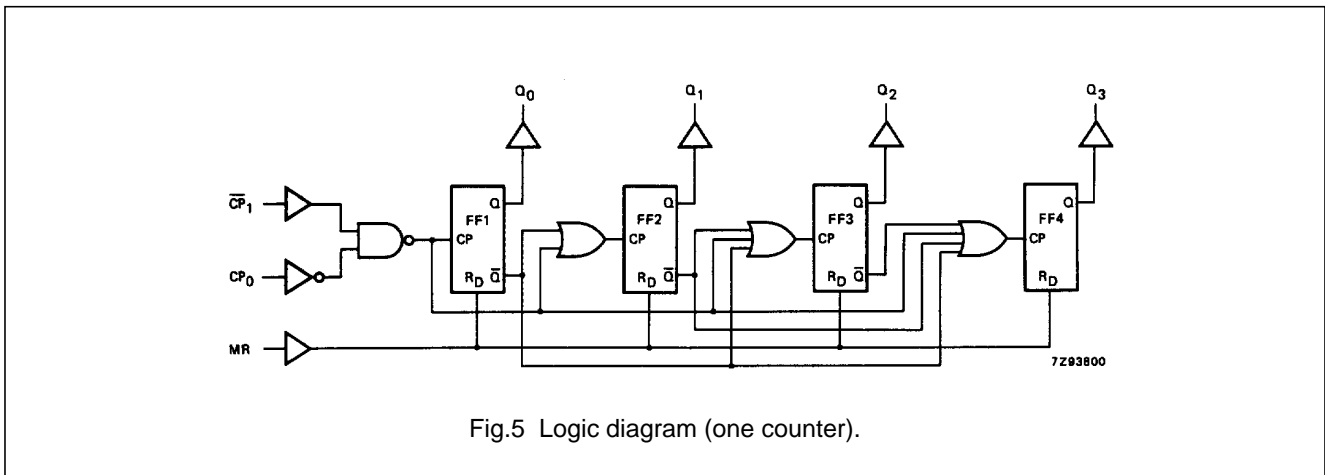 Q0 Q1 Q2 Q3
C̅P̅1
CP0
MR
FF1 Q CP RD Q̅
FF2 Q CP RD Q̅
FF3 Q CP RD Q̅
FF4 Q CP RD
7Z93800
Fig.5 Logic diagram (one counter).